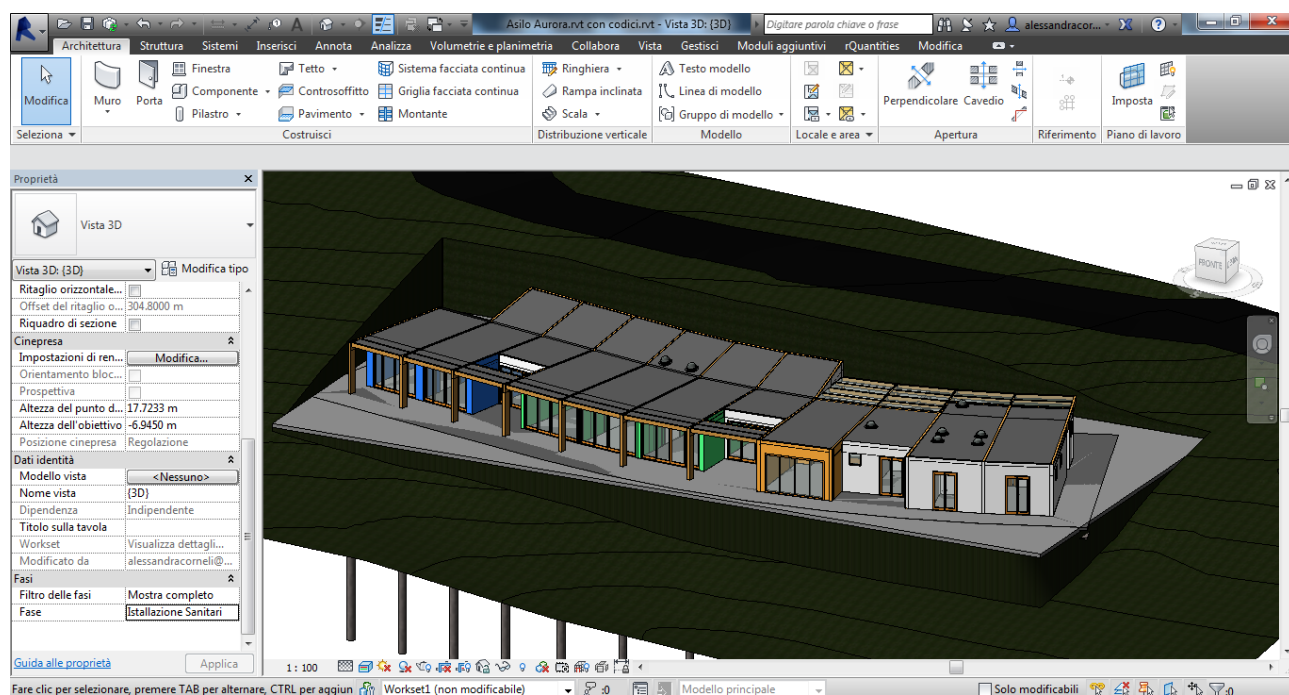 Asilo Aurora.rvt con codici.rvt - Vista 3D: {3D}
Digitare parola chiave o frase
alessandracor...
Architettura Struttura Sistemi Inserisci Annota Analizza Volumetrie e planimetria Collabora Vista Gestisci Moduli aggiuntivi rQuantities Modifica
Finestra Tetto Sistema facciata continua Ringhiera Testo modello
Modifica Muro Porta Componente Controsoffitto Griglia facciata continua Rampa inclinata Linea di modello Perpendicolare Cavedio Imposta
Pilastro Pavimento Montante Scala Gruppo di modello
Seleziona Costruisci Distribuzione verticale Modello Locale e area Apertura Riferimento Piano di lavoro
Proprietà
Vista 3D
Vista 3D: {3D} Modifica tipo
Ritaglio orizzontale...
Offset del ritaglio o... 304.8000 m
Riquadro di sezione
Cinepresa
Impostazioni di ren... Modifica...
Orientamento bloc...
Prospettiva
Altezza del punto d... 17.7233 m
Altezza dell'obiettivo -6.9450 m
Posizione cinepresa Regolazione
Dati identità
Modello vista <Nessuno>
Nome vista {3D}
Dipendenza Indipendente
Titolo sulla tavola
Workset Visualizza dettagli...
Modificato da alessandracorneli@...
Fasi
Filtro delle fasi Mostra completo
Fase Istallazione Sanitari
Guida alle proprietà Applica
FRONTE
1 : 100
Fare clic per selezionare, premere TAB per alternare, CTRL per aggiun Workset1 (non modificabile) :0 Modello principale Solo modificabili :0